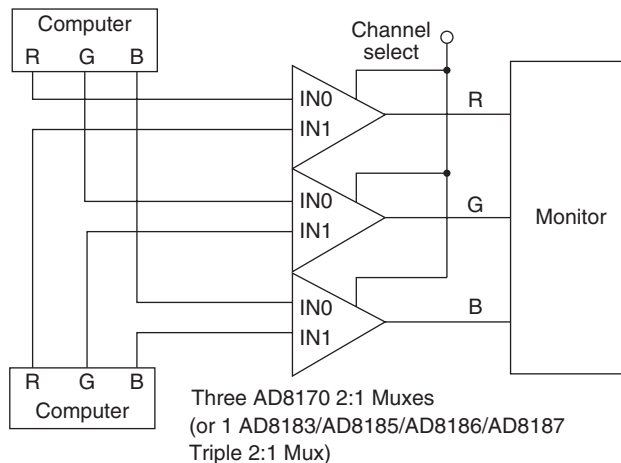 Computer
R G B
Channel
select
IN0
IN1
R
IN0
IN1
G
Monitor
IN0
IN1
B
R G B
Computer
Three AD8170 2:1 Muxes
(or 1 AD8183/AD8185/AD8186/AD8187
Triple 2:1 Mux)